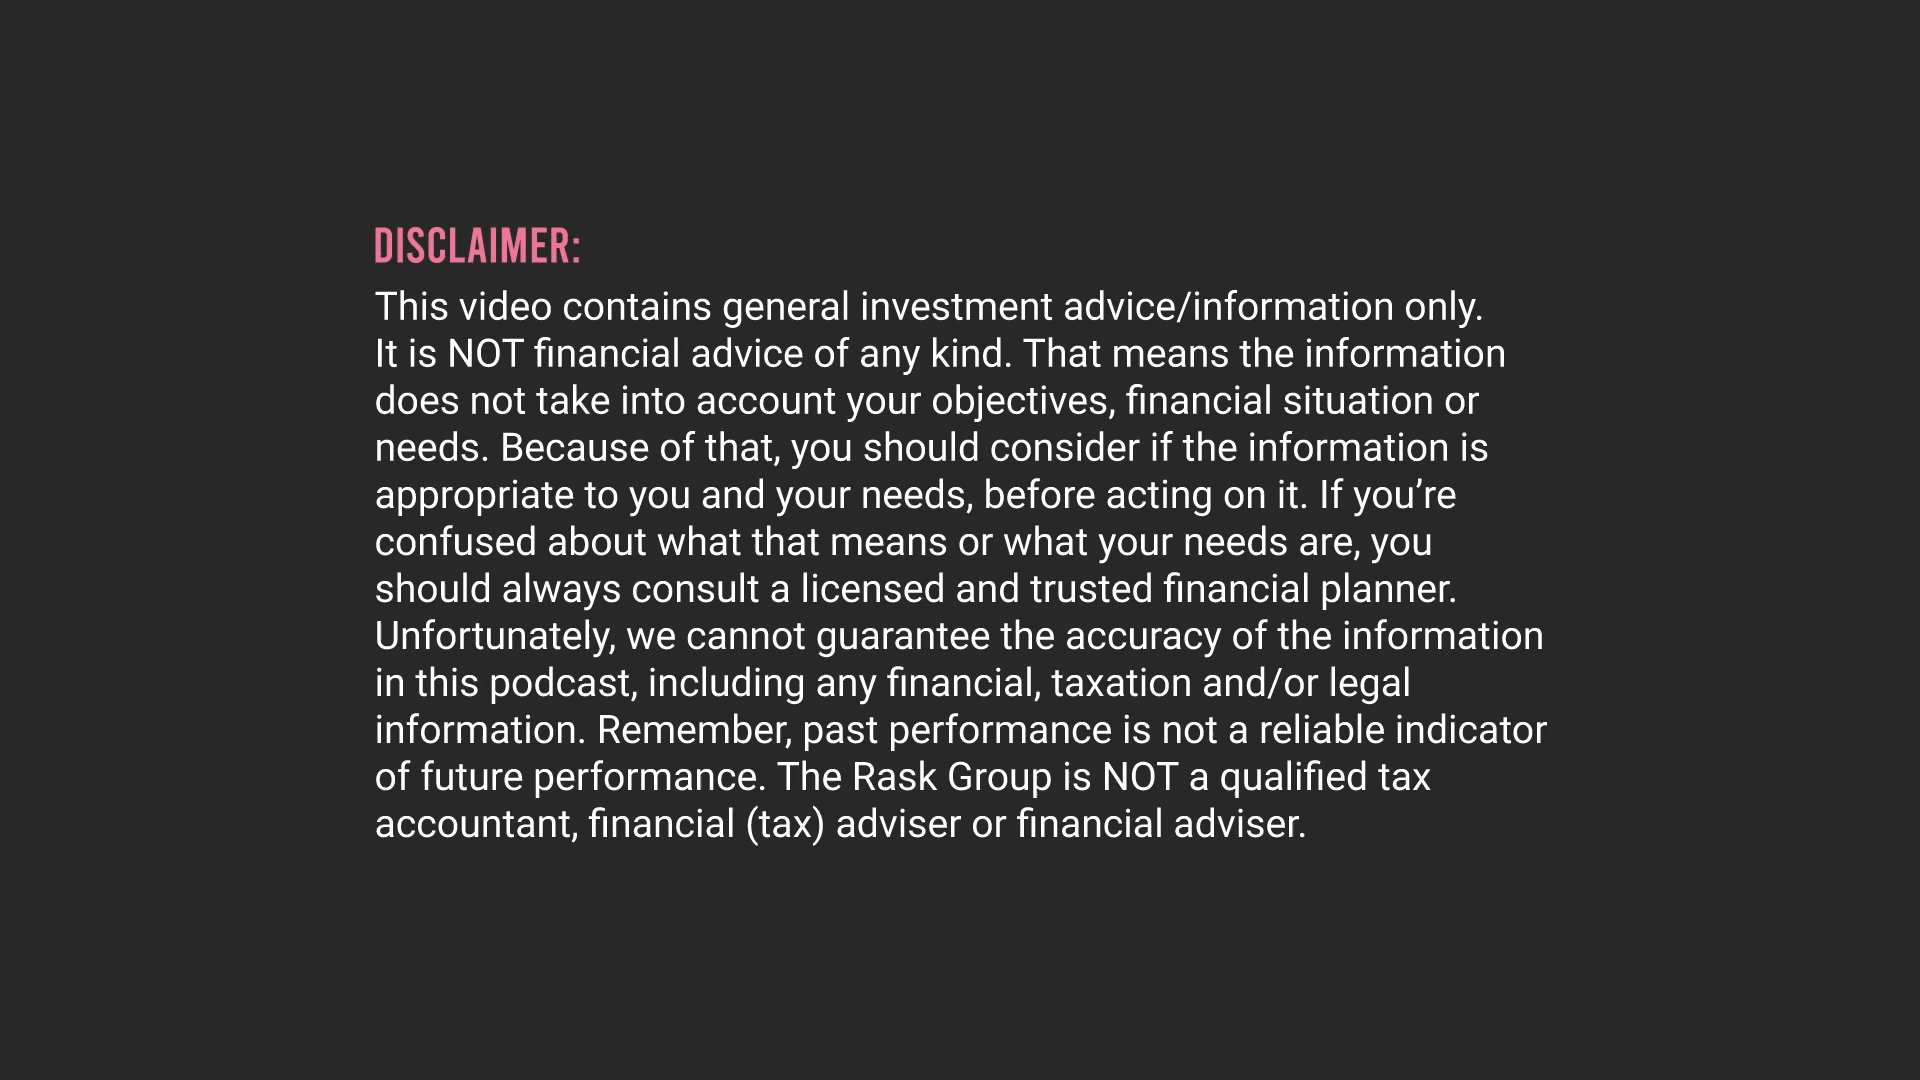 DISCLAIMER:
This video contains general investment advice/information only.
It is NOT financial advice of any kind. That means the information
does not take into account your objectives, financial situation or
needs. Because of that, you should consider if the information is
appropriate to you and your needs, before acting on it. If you’re
confused about what that means or what your needs are, you
should always consult a licensed and trusted financial planner.
Unfortunately, we cannot guarantee the accuracy of the information
in this podcast, including any financial, taxation and/or legal
information. Remember, past performance is not a reliable indicator
of future performance. The Rask Group is NOT a qualified tax
accountant, financial (tax) adviser or financial adviser.